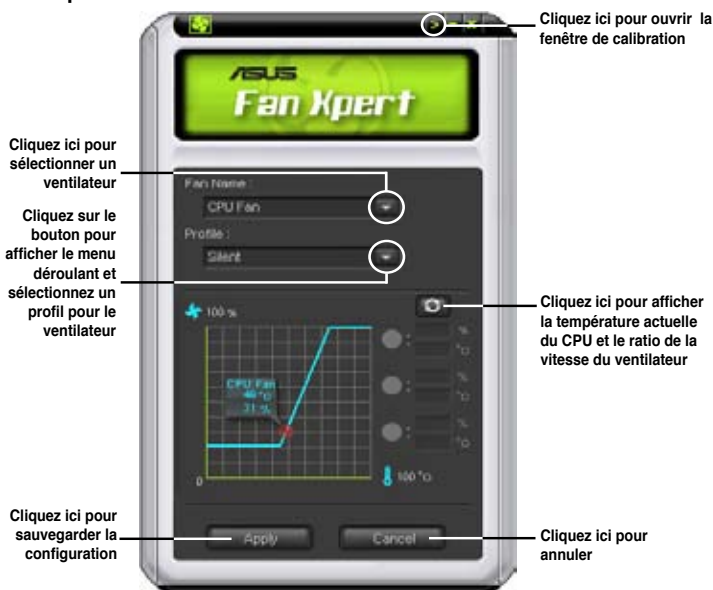 Cliquez ici pour ouvrir la
fenêtre de calibration
ASUS
Fan Xpert
Cliquez ici pour
sélectionner un
ventilateur
Fan Name :
CPU Fan
Cliquez sur le
bouton pour
afficher le menu
déroulant et
sélectionnez un
profil pour le
ventilateur
Profile :
Silent
100 %
Cliquez ici pour afficher
la température actuelle
du CPU et le ratio de la
vitesse du ventilateur
: %
°C
: %
°C
: %
°C
CPU Fan
°C
31 %
0
100 °C
Cliquez ici pour
sauvegarder la
configuration
Apply
Cancel
Cliquez ici pour
annuler